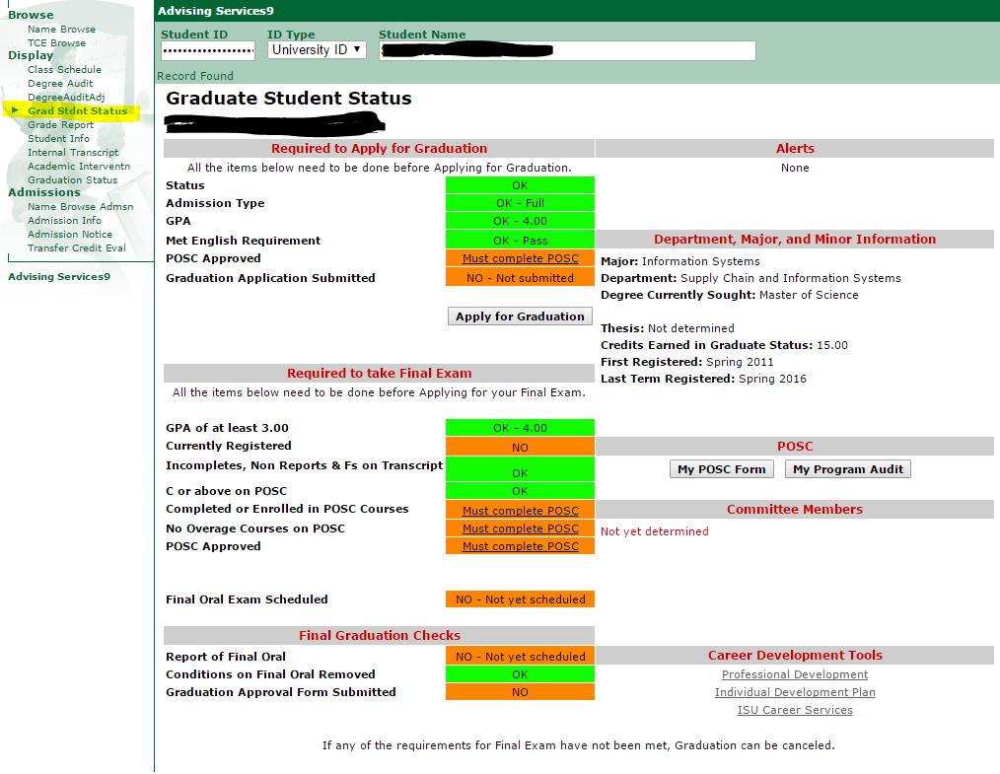 Browse
Name Browse
TCE Browse
Display
Class Schedule
Degree Audit
DegreeAuditAdj
Grad Stdnt Status
Grade Report
Student Info
Internal Transcript
Academic Interventn
Graduation Status
Admissions
Name Browse Admsn
Admission Info
Admission Notice
Transfer Credit Eval
Advising Services9
Advising Services9
Student ID ID Type Student Name
•••••••••••••••••• University ID ▼
Record Found
Graduate Student Status
Required to Apply for Graduation
All the items below need to be done before Applying for Graduation.
Status OK
Admission Type OK - Full
GPA OK - 4.00
Met English Requirement OK - Pass
POSC Approved Must complete POSC
Graduation Application Submitted NO - Not submitted
Apply for Graduation
Required to take Final Exam
All the items below need to be done before Applying for your Final Exam.
GPA of at least 3.00 OK - 4.00
Currently Registered NO
Incompletes, Non Reports & Fs on Transcript OK
C or above on POSC OK
Completed or Enrolled in POSC Courses Must complete POSC
No Overage Courses on POSC Must complete POSC
POSC Approved Must complete POSC
Final Oral Exam Scheduled NO - Not yet scheduled
Final Graduation Checks
Report of Final Oral NO - Not yet scheduled
Conditions on Final Oral Removed OK
Graduation Approval Form Submitted NO
Alerts
None
Department, Major, and Minor Information
Major: Information Systems
Department: Supply Chain and Information Systems
Degree Currently Sought: Master of Science
Thesis: Not determined
Credits Earned in Graduate Status: 15.00
First Registered: Spring 2011
Last Term Registered: Spring 2016
POSC
My POSC Form My Program Audit
Committee Members
Not yet determined
Career Development Tools
Professional Development
Individual Development Plan
ISU Career Services
If any of the requirements for Final Exam have not been met, Graduation can be canceled.